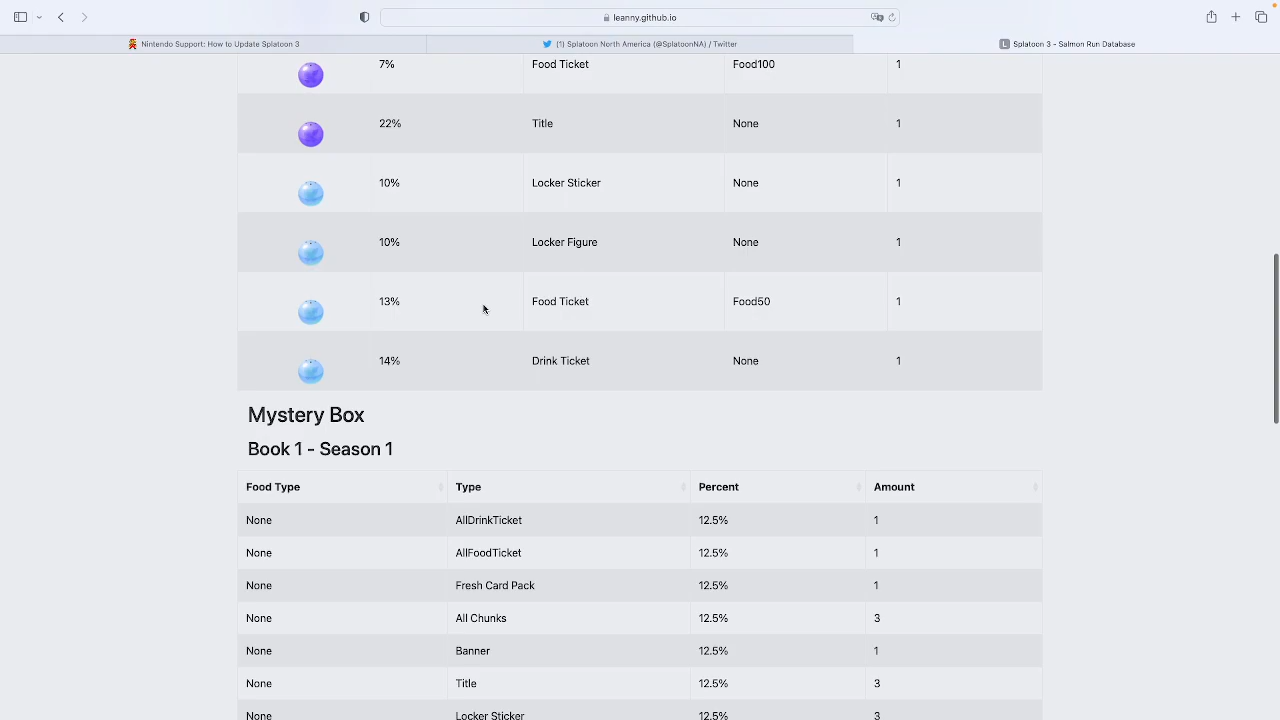 leanny.github.io
Nintendo Support: How to Update Splatoon 3
(1) Splatoon North America (@SplatoonNA) / Twitter
L Splatoon 3 - Salmon Run Database
7% Food Ticket Food100 1
22% Title None 1
10% Locker Sticker None 1
10% Locker Figure None 1
13% Food Ticket Food50 1
14% Drink Ticket None 1
Mystery Box
Book 1 - Season 1
Food Type Type Percent Amount
None AllDrinkTicket 12.5% 1
None AllFoodTicket 12.5% 1
None Fresh Card Pack 12.5% 1
None All Chunks 12.5% 3
None Banner 12.5% 1
None Title 12.5% 3
None Locker Sticker 12.5% 3